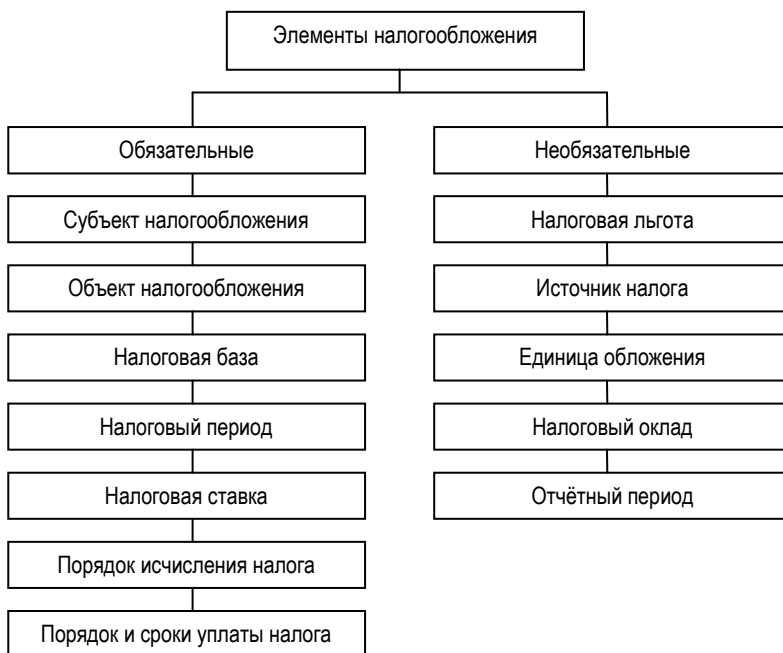 Элементы налогообложения
Обязательные
Субъект налогообложения
Объект налогообложения
Налоговая база
Налоговый период
Налоговая ставка
Порядок исчисления налога
Порядок и сроки уплаты налога
Необязательные
Налоговая льгота
Источник налога
Единица обложения
Налоговый оклад
Отчётный период